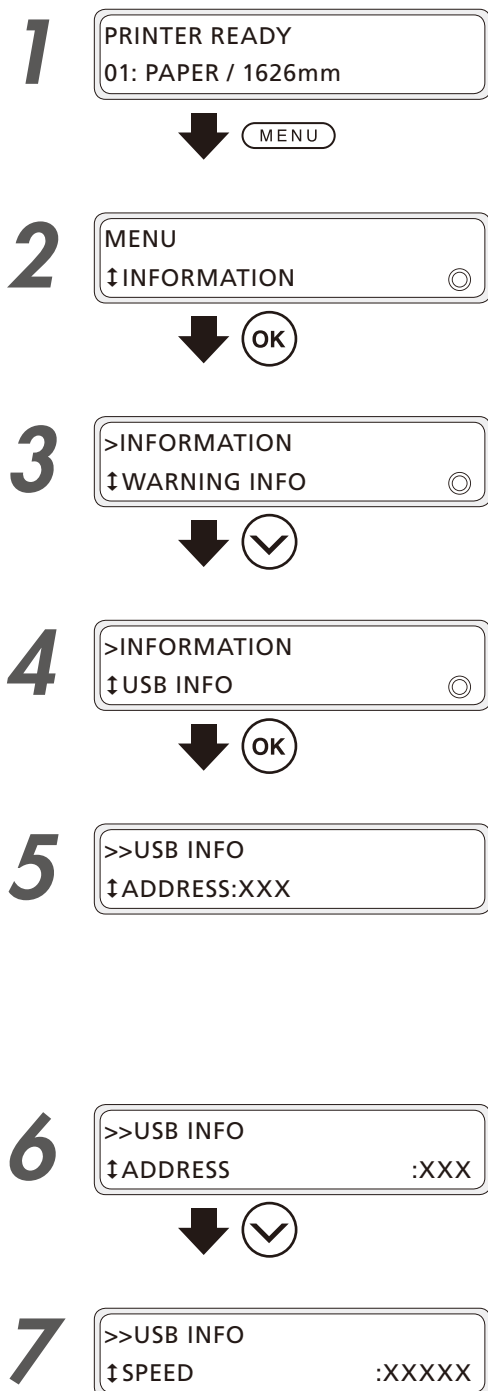 1
PRINTER READY
01: PAPER / 1626mm
MENU
2
MENU
↕INFORMATION
OK
3
>INFORMATION
↕WARNING INFO
4
>INFORMATION
↕USB INFO
OK
5
>>USB INFO
↕ADDRESS:XXX
6
>>USB INFO
↕ADDRESS :XXX
7
>>USB INFO
↕SPEED :XXXXX